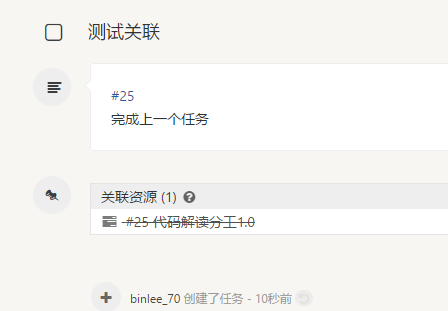 测试关联
#25
完成上一个任务
关联资源 (1)
#25 代码解读分工1.0
binlee_70 创建了任务 - 10秒前